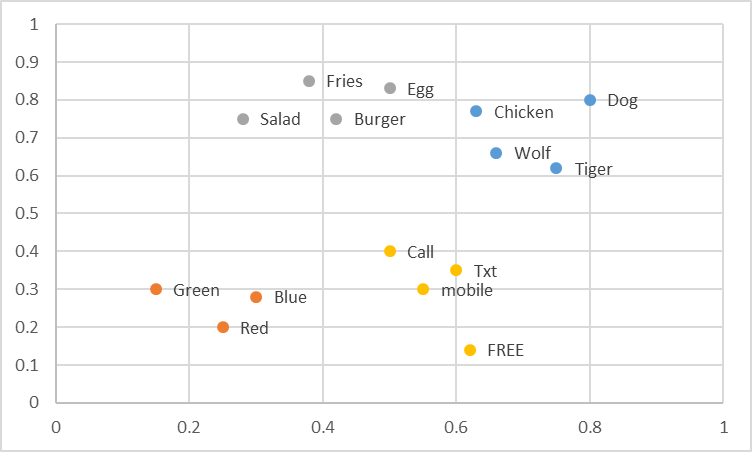 1
0.9
Fries
Egg
0.8
Dog
Chicken
Salad
Burger
0.7
Wolf
Tiger
0.6
0.5
0.4
Call
Txt
0.3
Green
Blue
mobile
0.2
Red
FREE
0.1
0
0 0.2 0.4 0.6 0.8 1